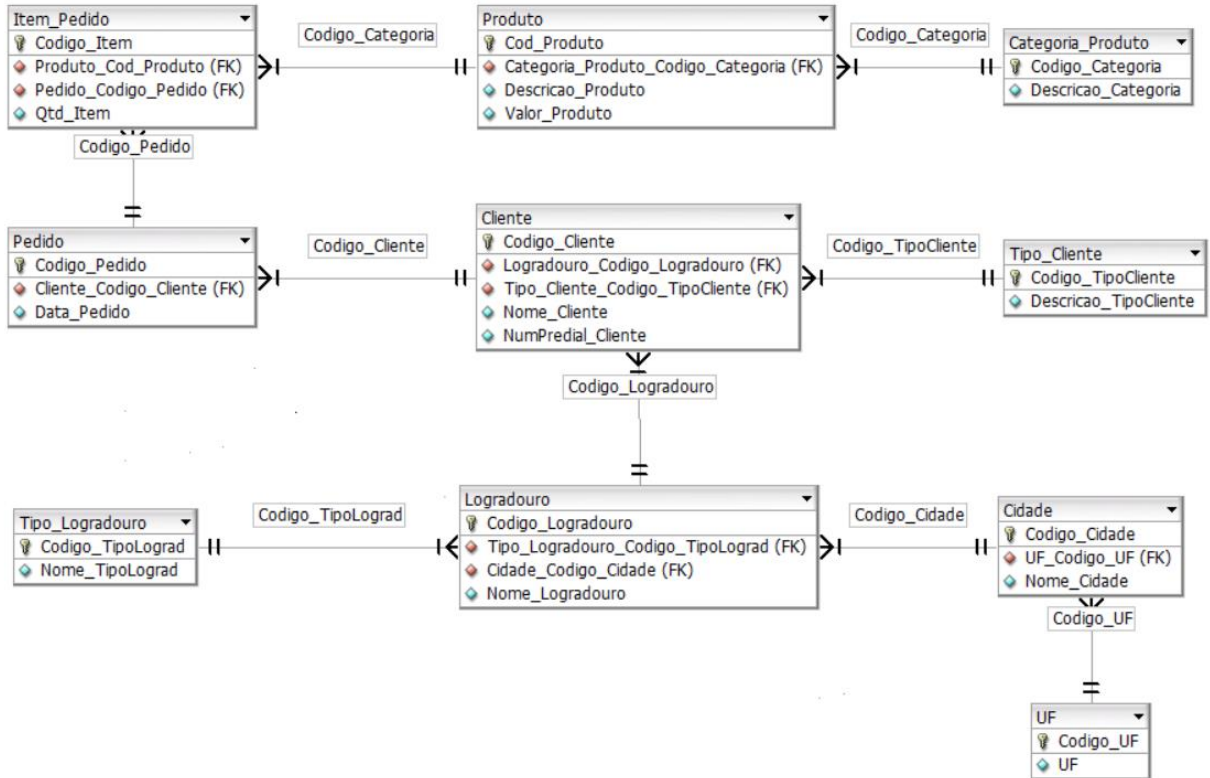 Item_Pedido
Codigo_Item
Produto_Cod_Produto (FK)
Pedido_Codigo_Pedido (FK)
Qtd_Item
Codigo_Categoria
Produto
Cod_Produto
Categoria_Produto_Codigo_Categoria (FK)
Descricao_Produto
Valor_Produto
Codigo_Categoria
Categoria_Produto
Codigo_Categoria
Descricao_Categoria
Codigo_Pedido
Pedido
Codigo_Pedido
Cliente_Codigo_Cliente (FK)
Data_Pedido
Codigo_Cliente
Cliente
Codigo_Cliente
Logradouro_Codigo_Logradouro (FK)
Tipo_Cliente_Codigo_TipoCliente (FK)
Nome_Cliente
NumPredial_Cliente
Codigo_TipoCliente
Tipo_Cliente
Codigo_TipoCliente
Descricao_TipoCliente
Codigo_Logradouro
Tipo_Logradouro
Codigo_TipoLograd
Nome_TipoLograd
Codigo_TipoLograd
Logradouro
Codigo_Logradouro
Tipo_Logradouro_Codigo_TipoLograd (FK)
Cidade_Codigo_Cidade (FK)
Nome_Logradouro
Codigo_Cidade
Cidade
Codigo_Cidade
UF_Codigo_UF (FK)
Nome_Cidade
Codigo_UF
UF
Codigo_UF
UF